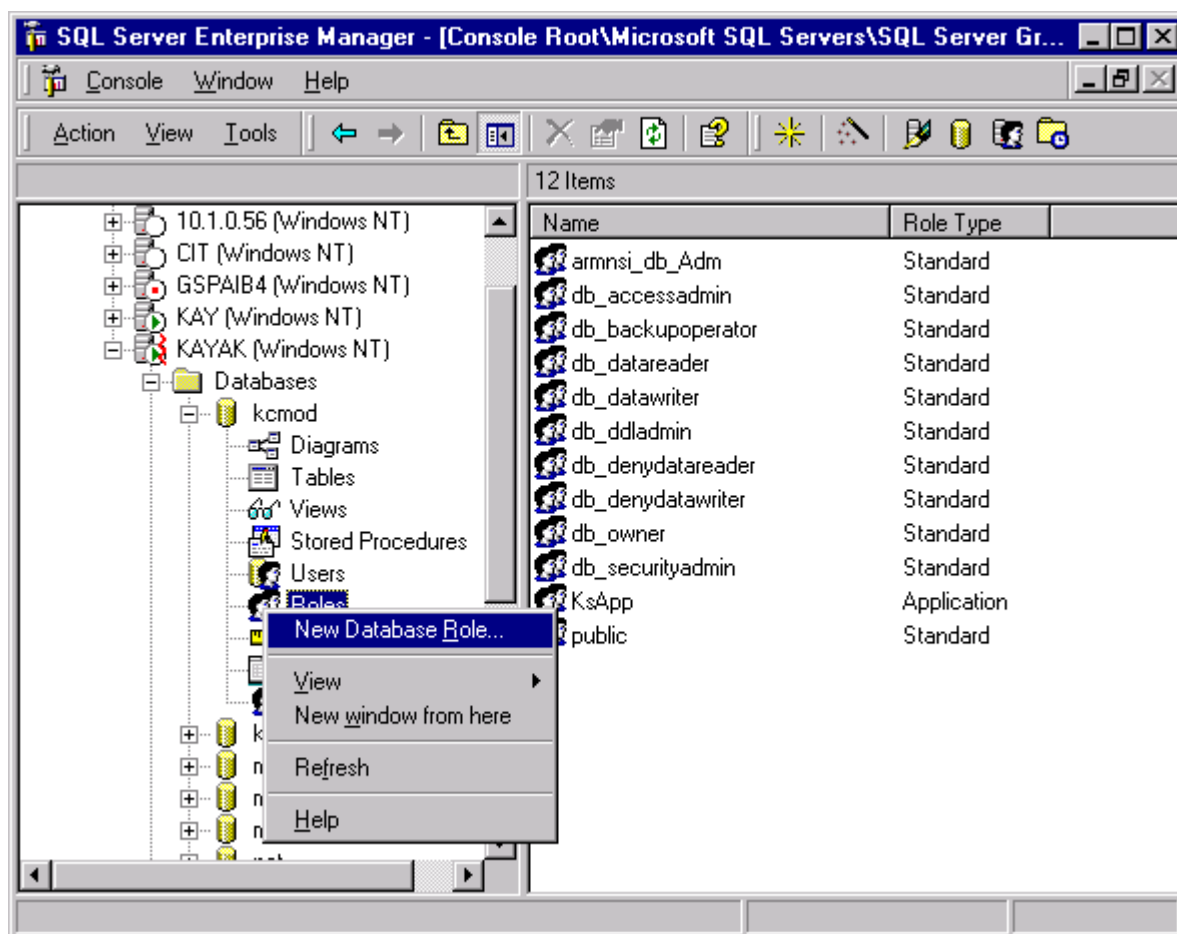 SQL Server Enterprise Manager - [Console Root\Microsoft SQL Servers\SQL Server Gr...
Console Window Help
Action View Tools
12 Items
10.1.0.56 (Windows NT)
CIT (Windows NT)
GSPAIB4 (Windows NT)
KAY (Windows NT)
KAYAK (Windows NT)
Databases
kcmod
Diagrams
Tables
Views
Stored Procedures
Users
Roles
New Database Role...
View
New window from here
Refresh
Help
Name Role Type
armnsi_db_Adm Standard
db_accessadmin Standard
db_backupoperator Standard
db_datareader Standard
db_datawriter Standard
db_ddladmin Standard
db_denydatareader Standard
db_denydatawriter Standard
db_owner Standard
db_securityadmin Standard
KsApp Application
public Standard